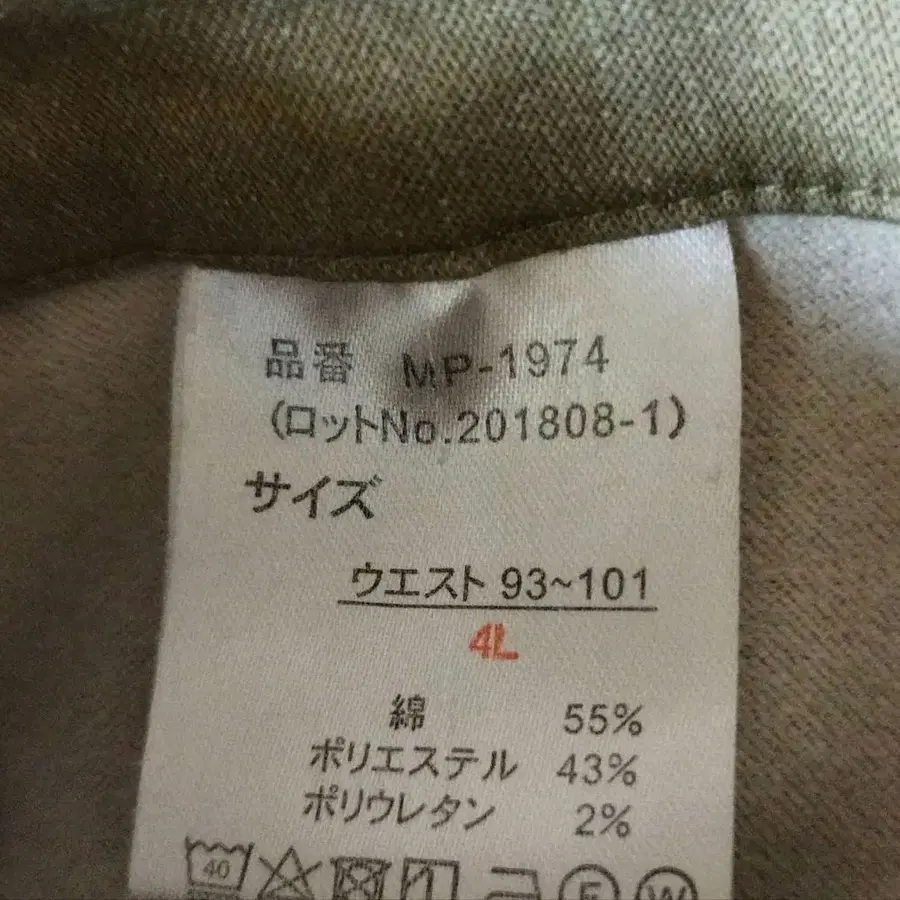 品番 MP-1974
(ロットNo.201808-1)
サイズ
ウエスト 93~101
4L
綿 55%
ポリエステル 43%
ポリウレタン 2%
40 F W